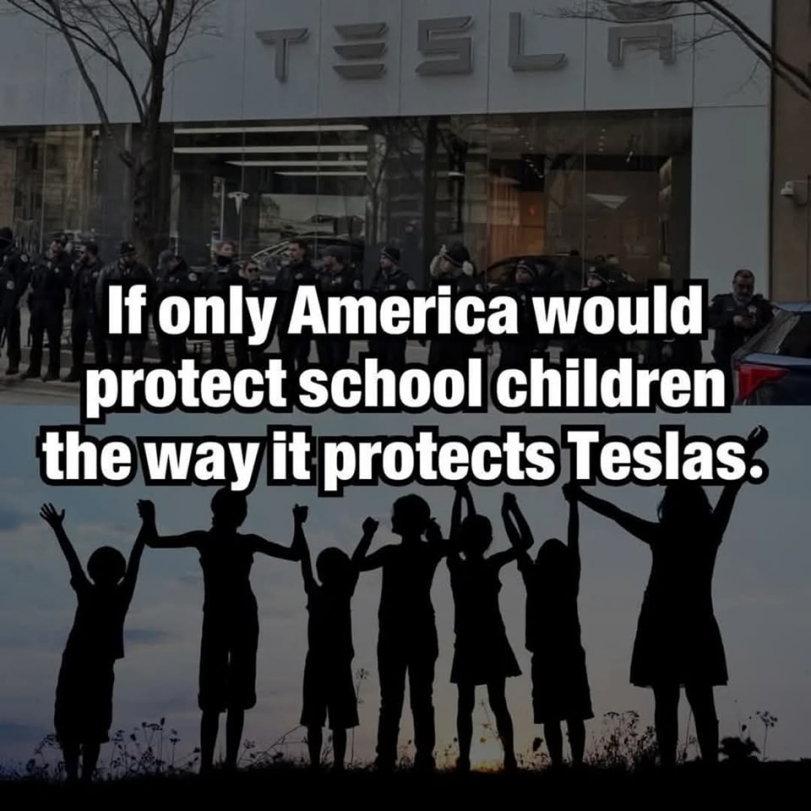 TESLA
If only America would
protect school children
the way it protects Teslas.